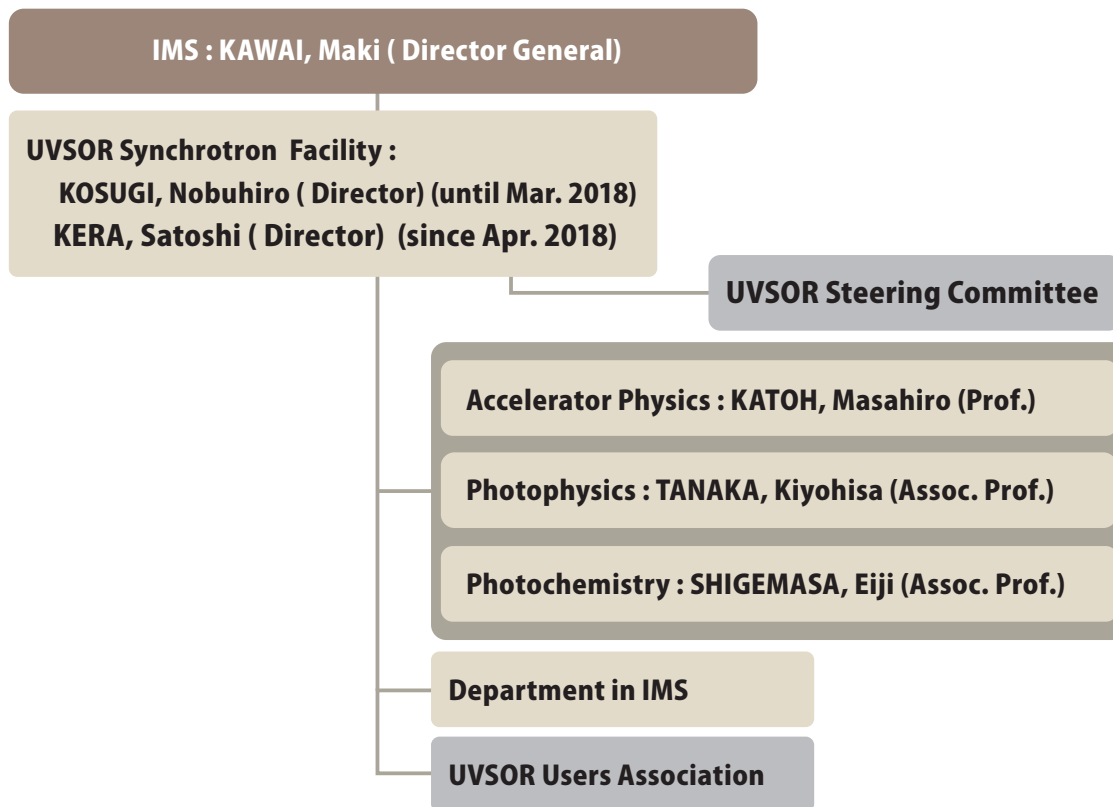 IMS : KAWAI, Maki ( Director General)
UVSOR Synchrotron Facility :
KOSUGI, Nobuhiro ( Director) (until Mar. 2018)
KERA, Satoshi ( Director) (since Apr. 2018)
UVSOR Steering Committee
Accelerator Physics : KATOH, Masahiro (Prof.)
Photophysics : TANAKA, Kiyohisa (Assoc. Prof.)
Photochemistry : SHIGEMASA, Eiji (Assoc. Prof.)
Department in IMS
UVSOR Users Association